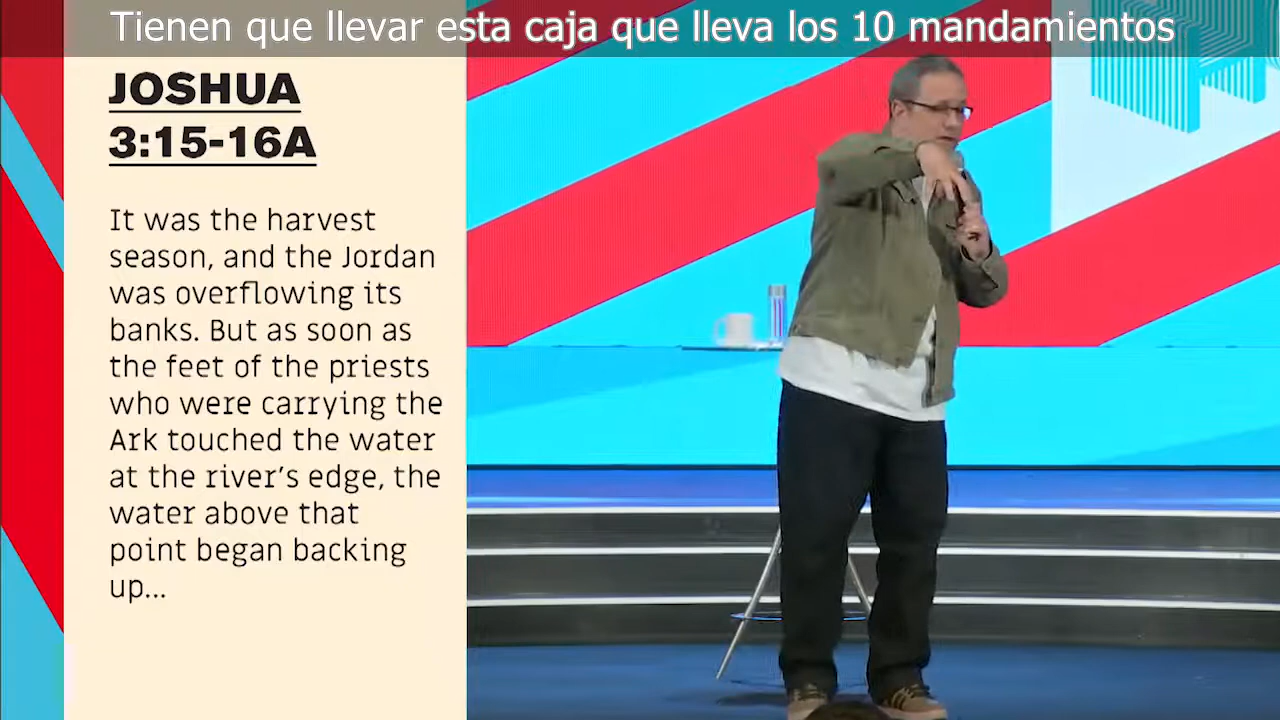 Tienen que llevar esta caja que lleva los 10 mandamientos
JOSHUA
3:15-16A
It was the harvest
season, and the Jordan
was overflowing its
banks. But as soon as
the feet of the priests
who were carrying the
Ark touched the water
at the river's edge, the
water above that
point began backing
up...